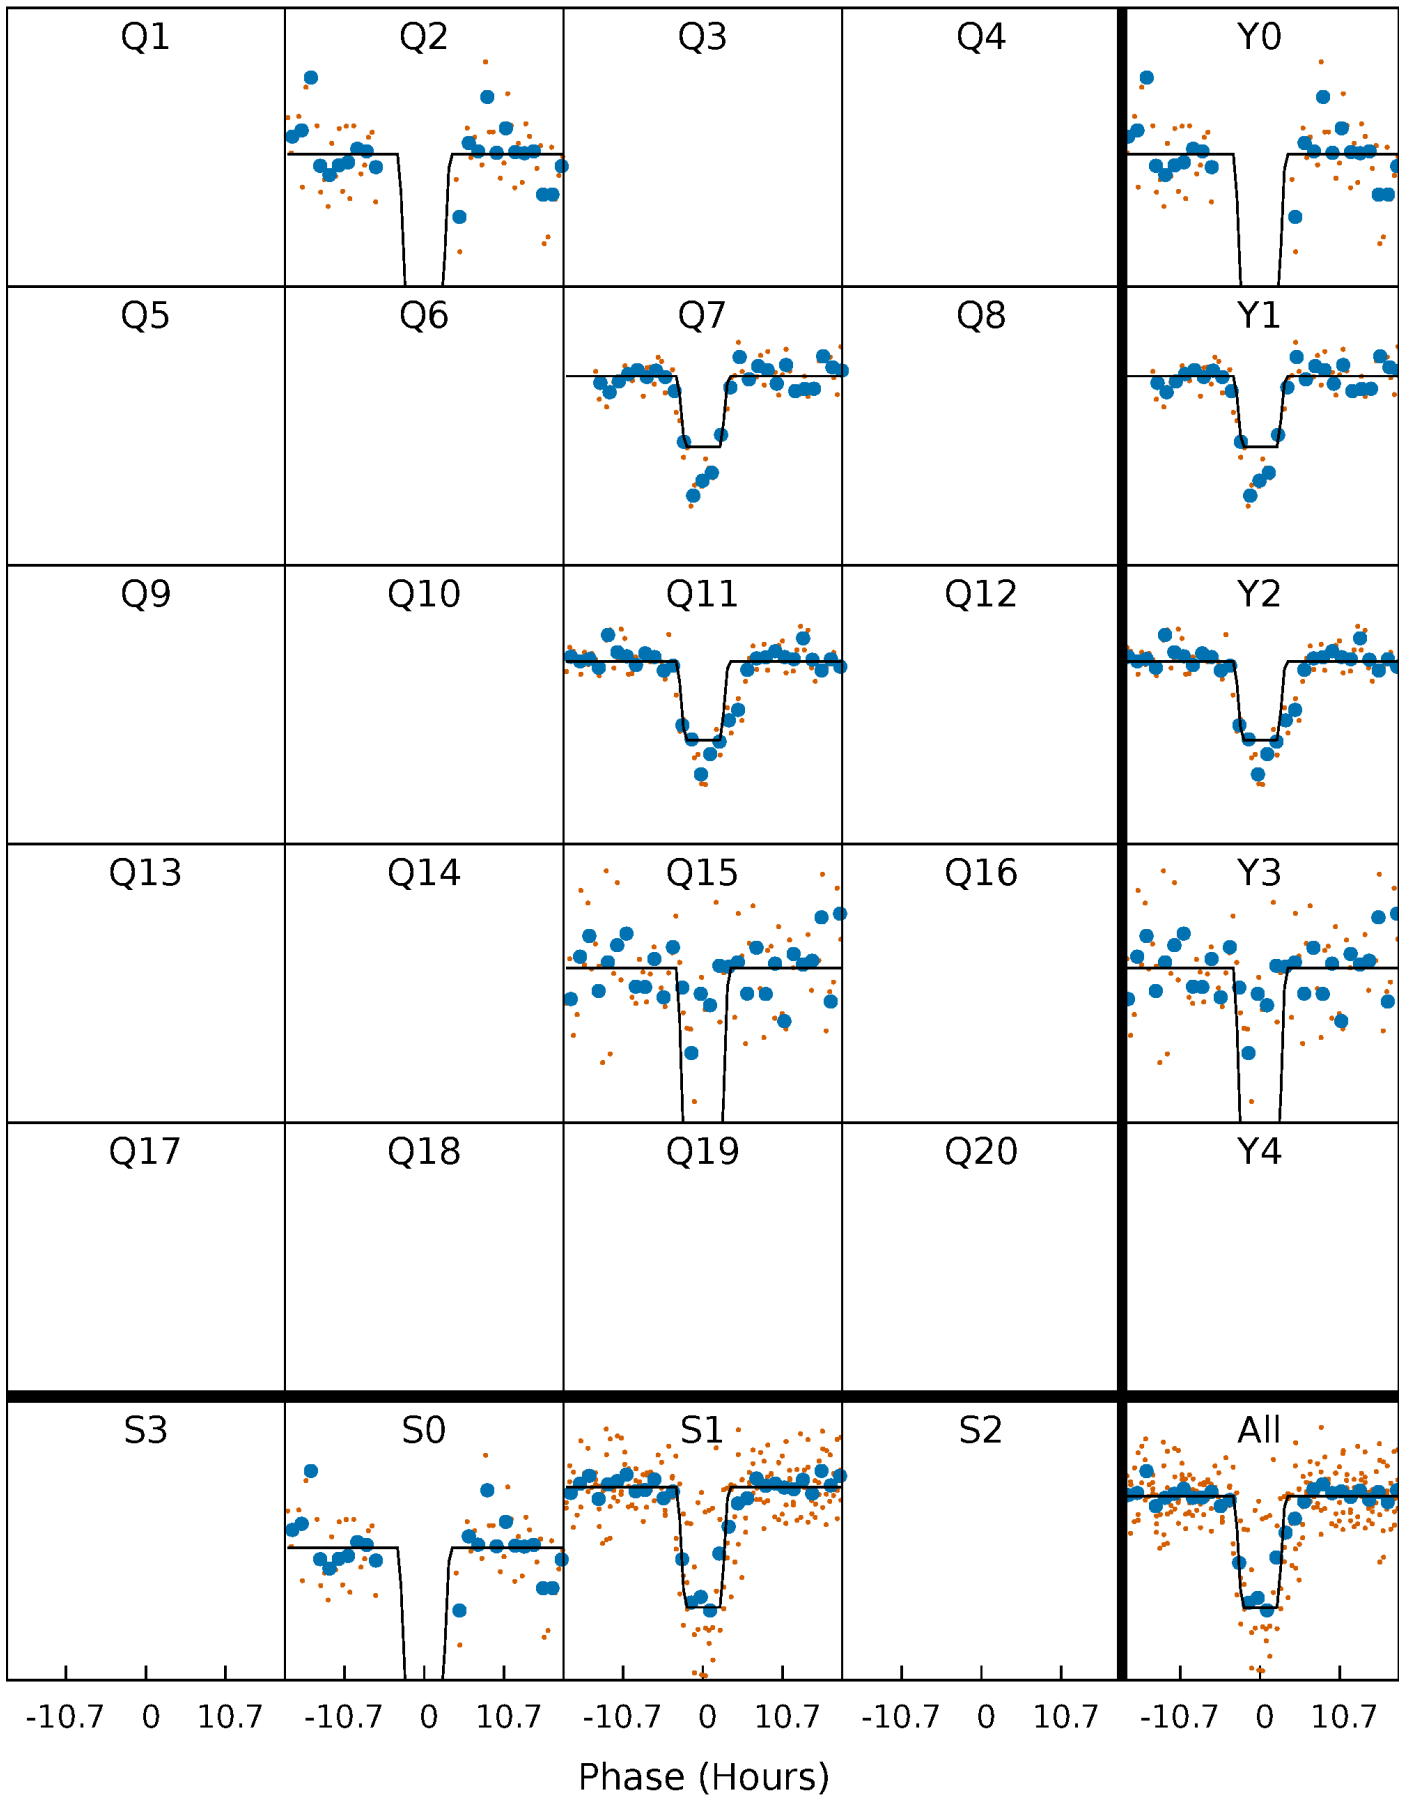 Q1 Q2 Q3 Q4 Y0
Q5 Q6 Q7 Q8 Y1
Q9 Q10 Q11 Q12 Y2
Q13 Q14 Q15 Q16 Y3
Q17 Q18 Q19 Q20 Y4
S3 S0 S1 S2 All
-10.7 0 10.7 -10.7 0 10.7 -10.7 0 10.7 -10.7 0 10.7 -10.7 0 10.7
Phase (Hours)